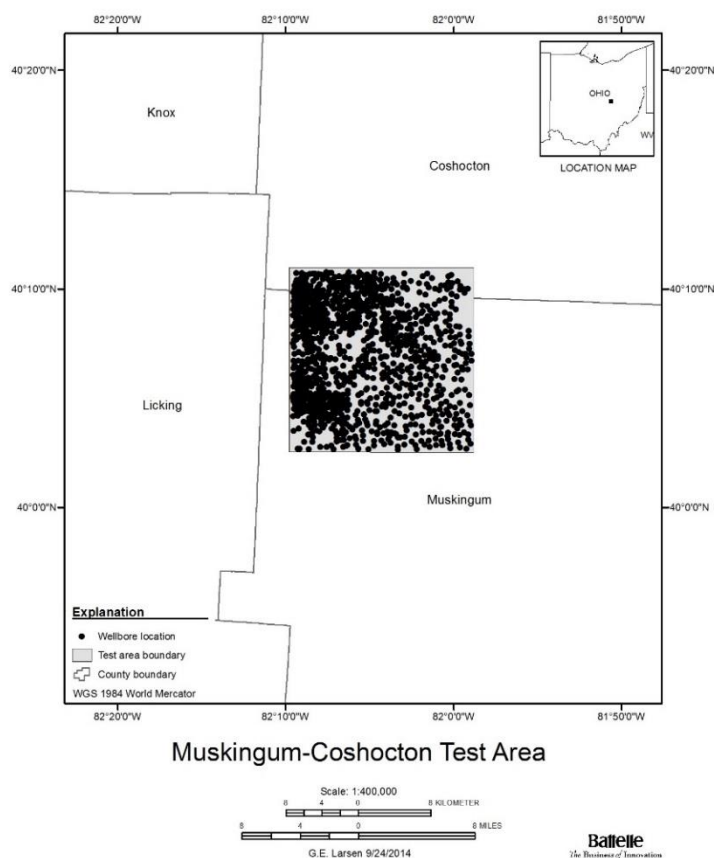 82°20'0"W 82°10'0"W 82°0'0"W 81°50'0"W
40°20'0"N 40°20'0"N
Knox
OHIO
WV
LOCATION MAP
Coshocton
40°10'0"N 40°10'0"N
Licking
Muskingum
40°0'0"N 40°0'0"N
Explanation
Wellbore location
Test area boundary
County boundary
WGS 1984 World Mercator
82°20'0"W 82°10'0"W 82°0'0"W 81°50'0"W
Muskingum-Coshocton Test Area
Scale: 1:400,000
8 4 0 8 KILOMETER
8 4 0 8 MILES
G.E. Larsen 9/24/2014
Battelle
The Business of Innovation